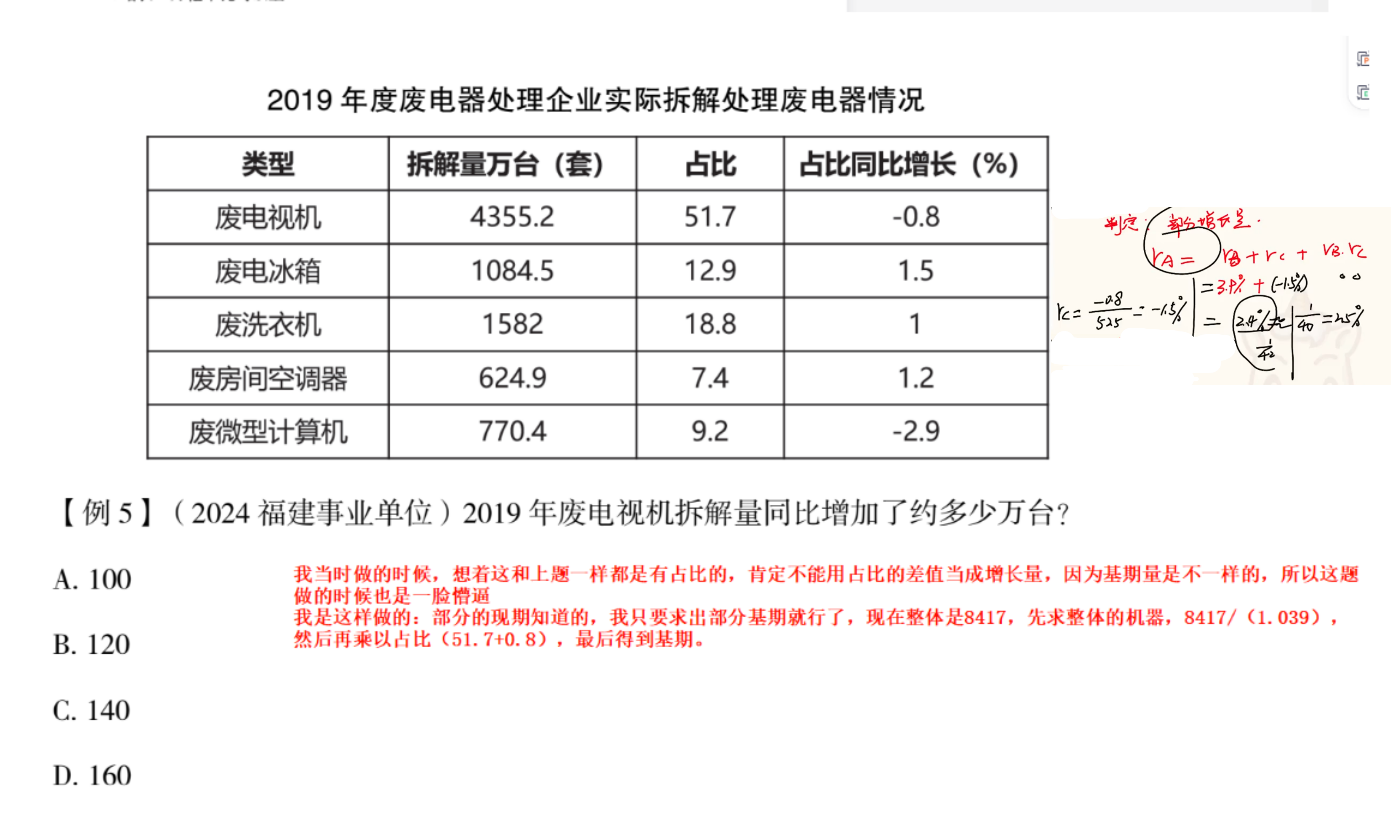 2019 年度废电器处理企业实际拆解处理废电器情况
类型 拆解量万台（套） 占比 占比同比增长（%）
废电视机 4355.2 51.7 -0.8
废电冰箱 1084.5 12.9 1.5
废洗衣机 1582 18.8 1
废房间空调器 624.9 7.4 1.2
废微型计算机 770.4 9.2 -2.9
判定：部分增长量.
rA = rB + rc + rB·rc
= 3.9% + (-1.5%)
rc = -0.8/525 = -1.5%
= 2.4%
1/40 = 2.5%
1/42
【例 5】（2024 福建事业单位）2019 年废电视机拆解量同比增加了约多少万台？
A. 100
我当时做的时候，想着这和上题一样都是有占比的，肯定不能用占比的差值当成增长量，因为基期量是不一样的，所以这题
做的时候也是一脸懵逼
我是这样做的：部分的现期知道的，我只要求出部分基期就行了，现在整体是8417，先求整体的机器，8417/（1.039），
然后再乘以占比（51.7+0.8），最后得到基期。
B. 120
C. 140
D. 160